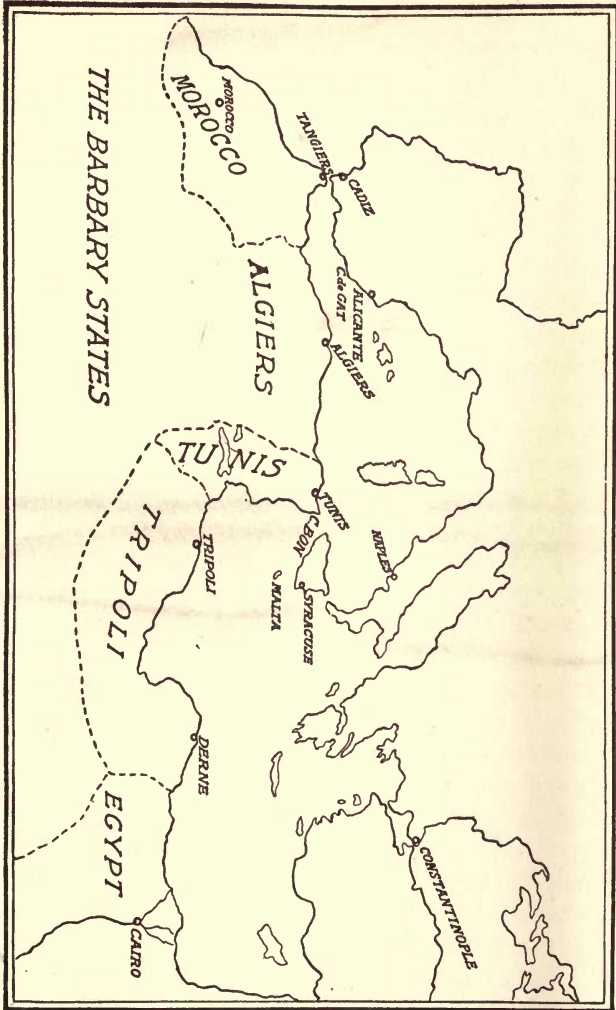 THE BARBARY STATES
MOROCCO
MOROCCO
TANGIERS
CADIZ
C. de GAT
ALICANTE
ALGIERS
ALGIERS
TUNIS
TUNIS
C. BON
NAPLES
SYRACUSE
MALTA
TRIPOLI
TRIPOLI
DERNE
CONSTANTINOPLE
EGYPT
CAIRO